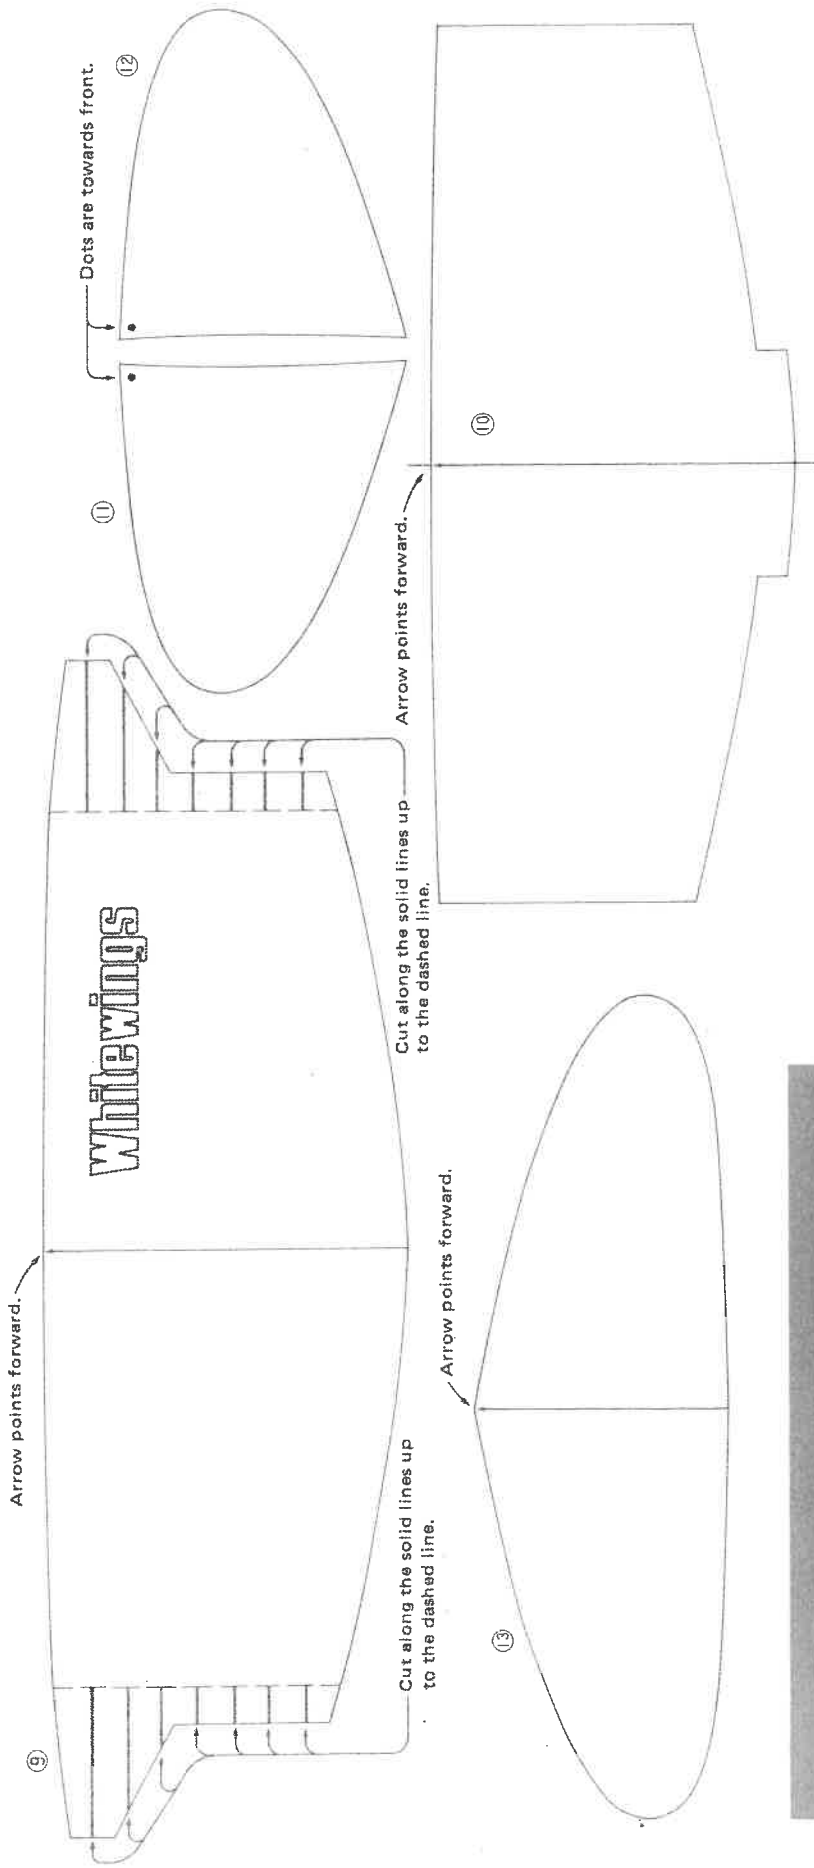 ⑨
Arrow points forward.
Whitewings
Cut along the solid lines up
to the dashed line.
Cut along the solid lines up
to the dashed line.
⑪
Dots are towards front.
⑫
⑬
Arrow points forward.
Arrow points forward.
⑩